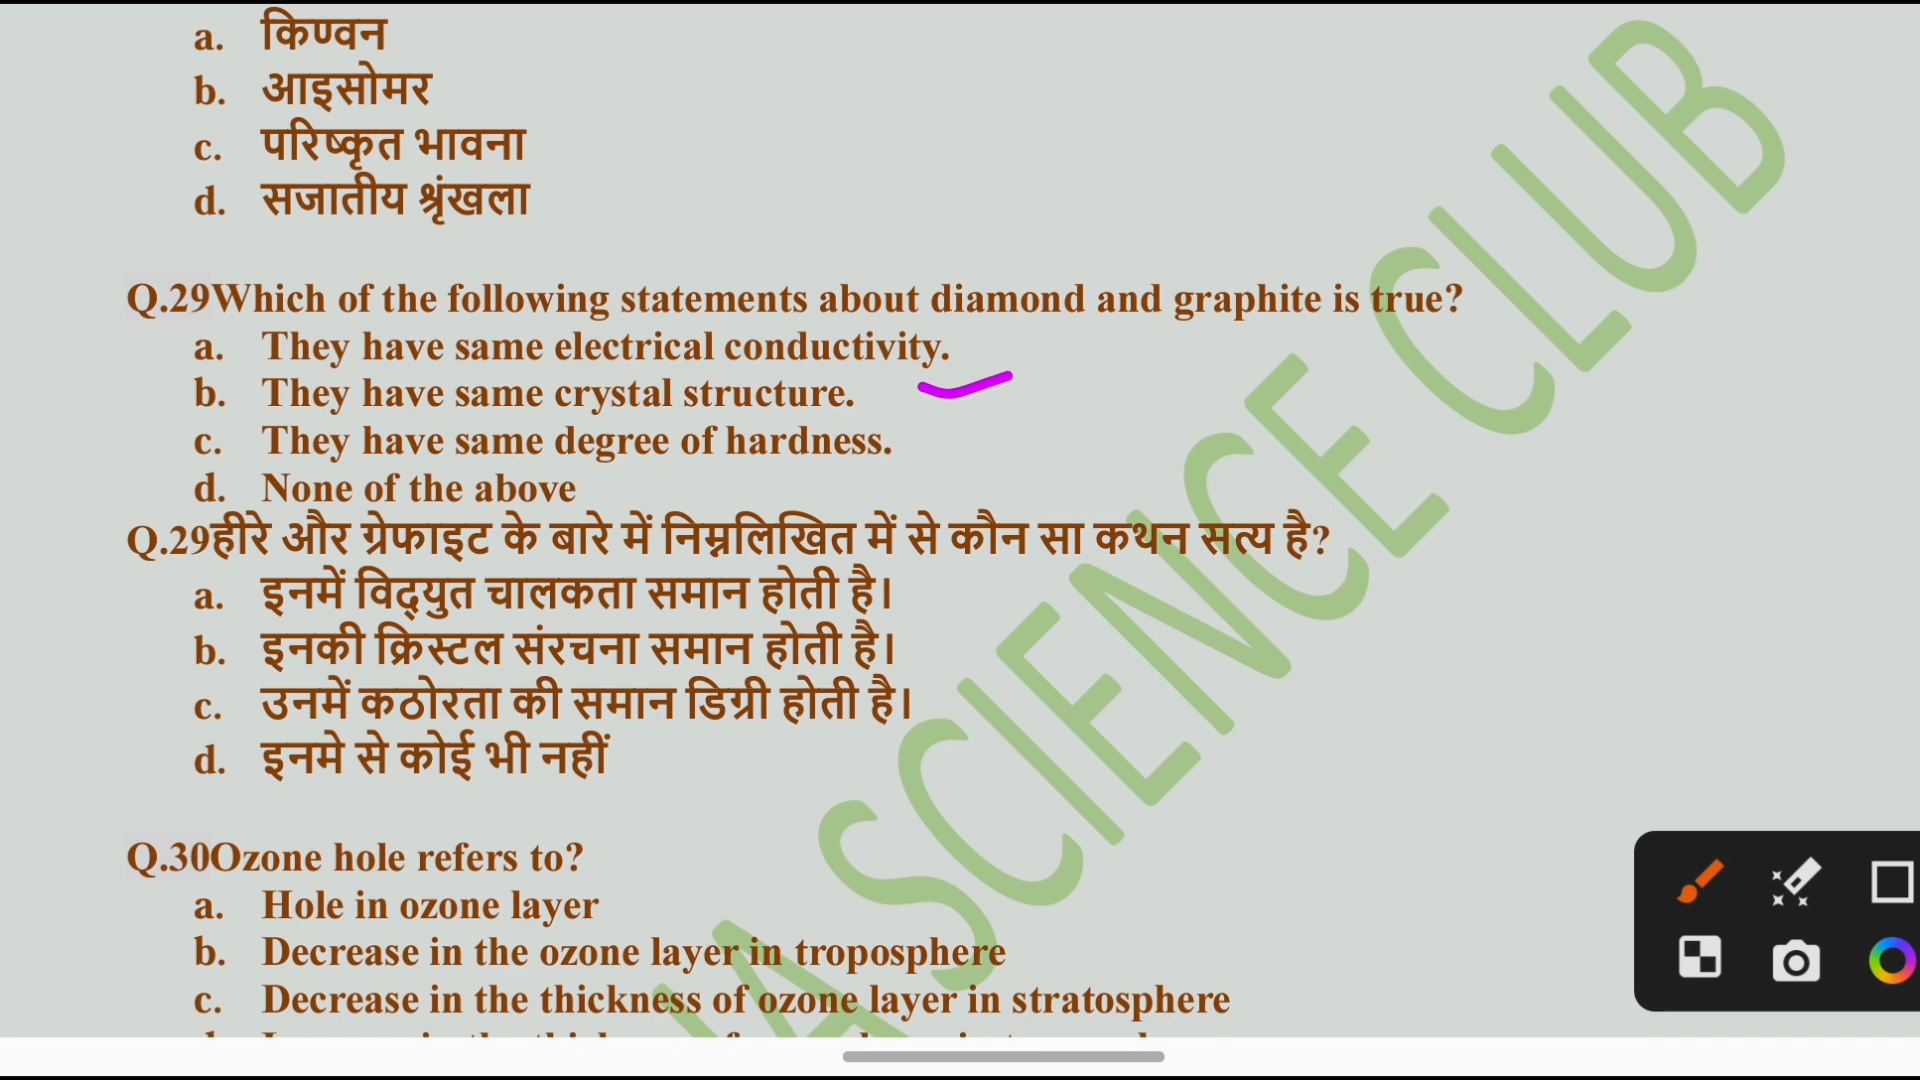 a. किण्वन
b. आइसोमर
c. परिष्कृत भावना
d. सजातीय श्रृंखला
Q.29Which of the following statements about diamond and graphite is true?
a. They have same electrical conductivity.
b. They have same crystal structure.
c. They have same degree of hardness.
d. None of the above
Q.29हीरे और ग्रेफाइट के बारे में निम्नलिखित में से कौन सा कथन सत्य है?
a. इनमें विद्युत चालकता समान होती है।
b. इनकी क्रिस्टल संरचना समान होती है।
c. उनमें कठोरता की समान डिग्री होती है।
d. इनमे से कोई भी नहीं
Q.30Ozone hole refers to?
a. Hole in ozone layer
b. Decrease in the ozone layer in troposphere
c. Decrease in the thickness of ozone layer in stratosphere
SCIENCE CLUB